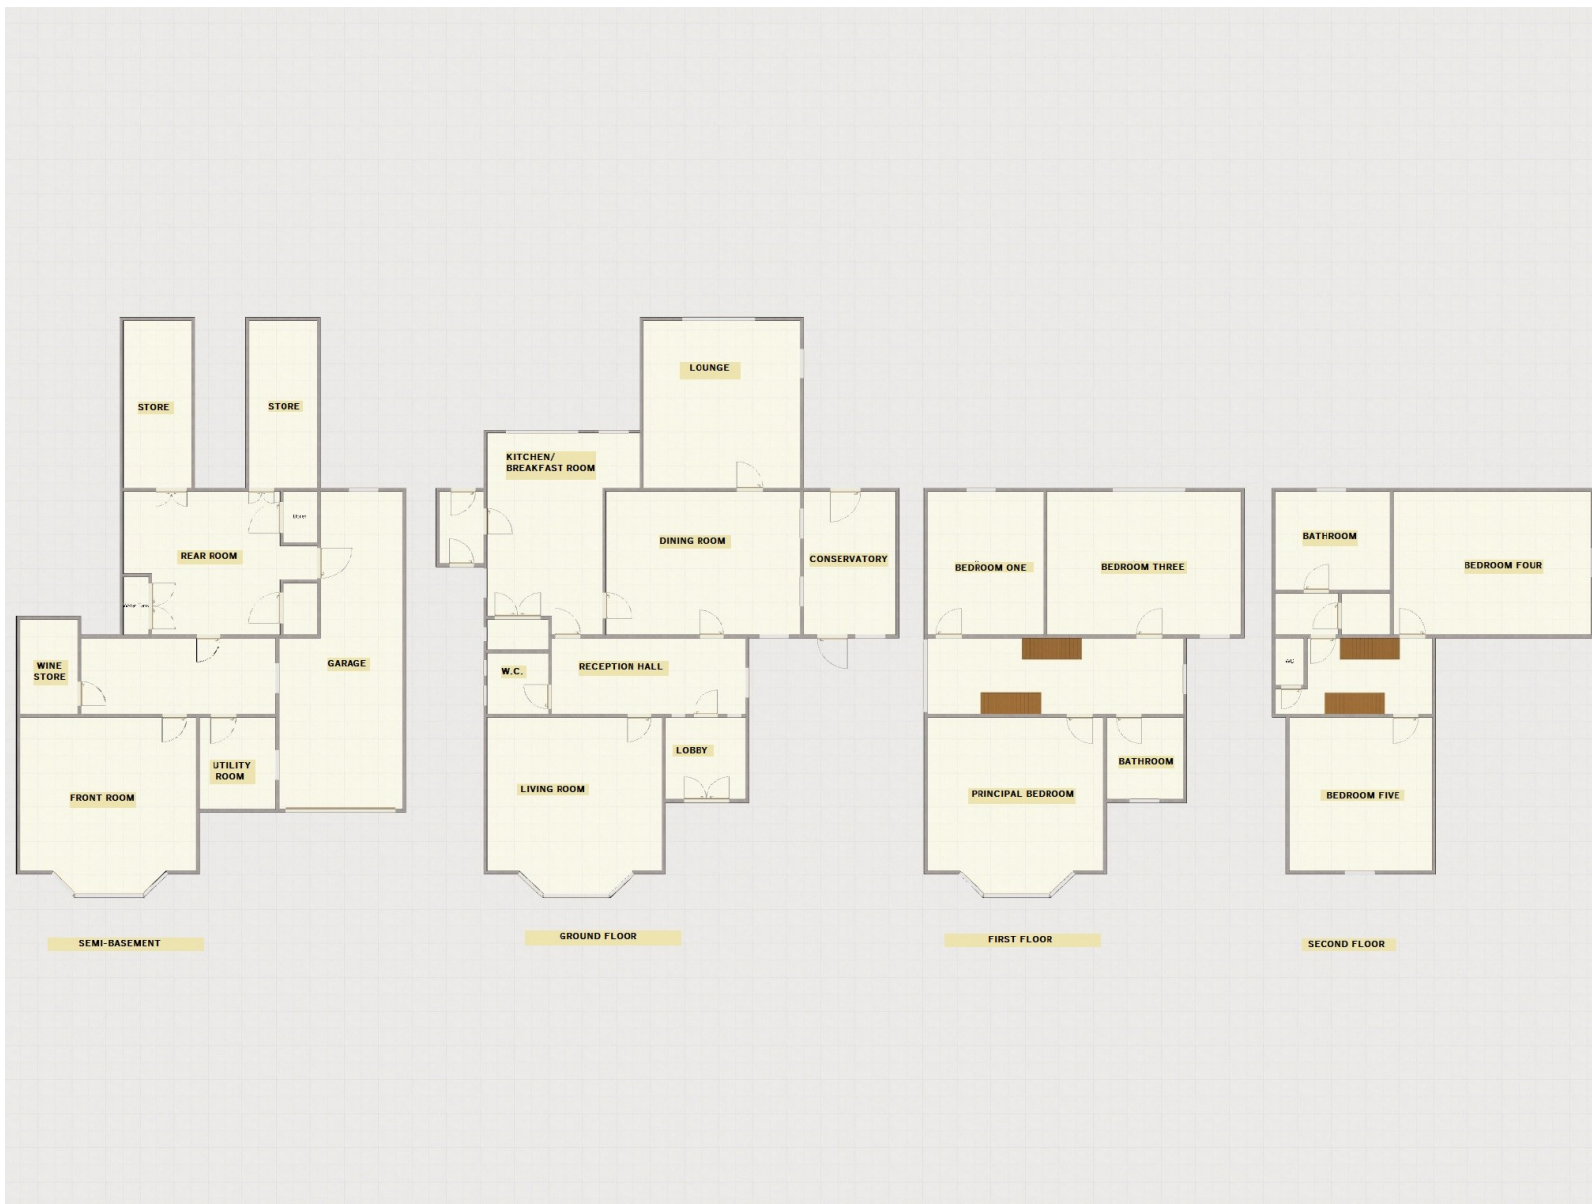 STORE
STORE
REAR ROOM
WINE
STORE
GARAGE
UTILITY
ROOM
FRONT ROOM
SEMI-BASEMENT
LOUNGE
KITCHEN/
BREAKFAST ROOM
DINING ROOM
CONSERVATORY
W.C.
RECEPTION HALL
LOBBY
LIVING ROOM
GROUND FLOOR
BEDROOM ONE
BEDROOM THREE
BATHROOM
PRINCIPAL BEDROOM
FIRST FLOOR
BATHROOM
BEDROOM FOUR
WC
BEDROOM FIVE
SECOND FLOOR